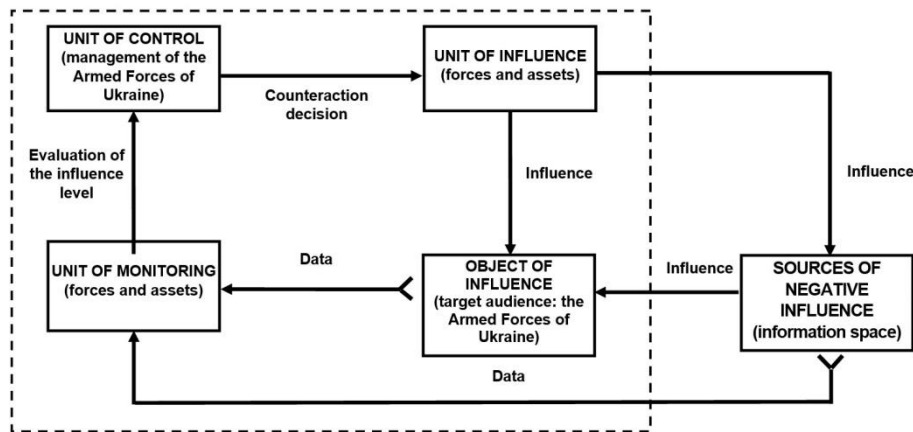 UNIT OF CONTROL
(management of the
Armed Forces of
Ukraine)
UNIT OF INFLUENCE
(forces and assets)
Counteraction
decision
Evaluation of
the influence
level
Influence
Influence
UNIT OF MONITORING
(forces and assets)
Data
OBJECT OF
INFLUENCE
(target audience: the
Armed Forces of
Ukraine)
Influence
SOURCES OF
NEGATIVE
INFLUENCE
(information space)
Data